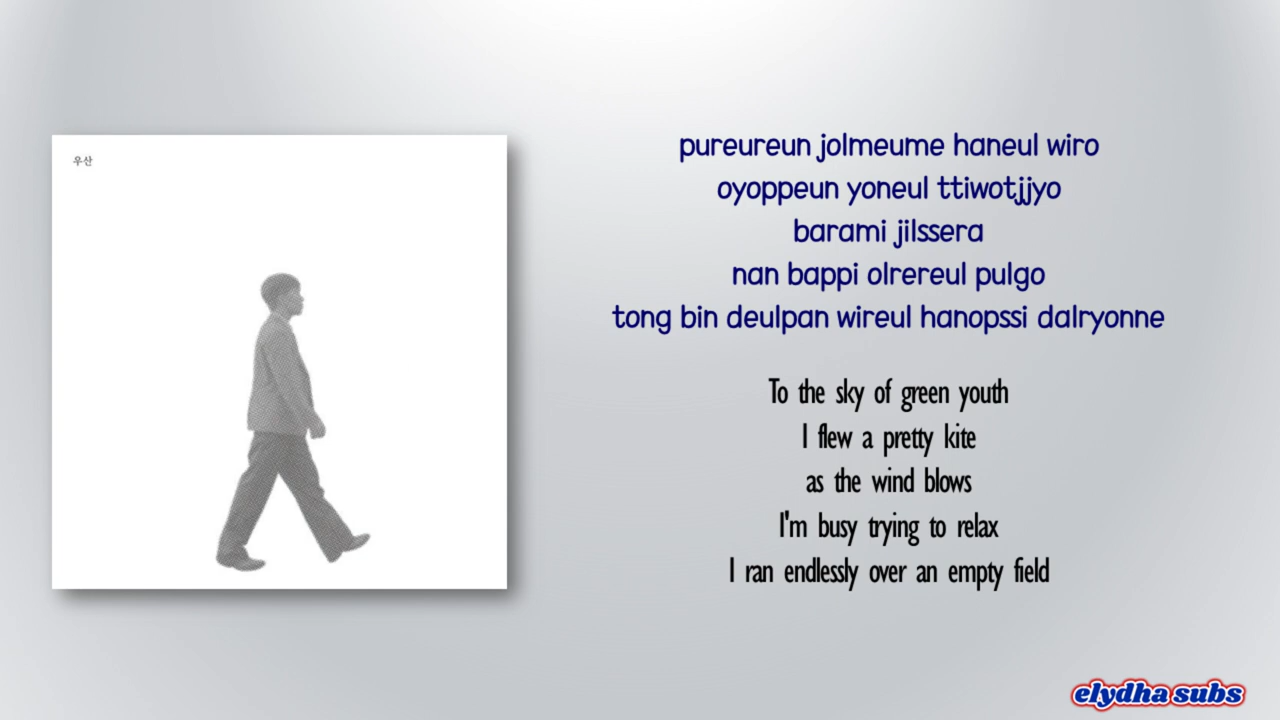 우산
pureureun jolmeume haneul wiro
oyoppeun yoneul ttiwotjjyo
barami jilssera
nan bappi olrereul pulgo
tong bin deulpan wireul hanopssi dalryonne
To the sky of green youth
I flew a pretty kite
as the wind blows
I'm busy trying to relax
I ran endlessly over an empty field
elydha subs